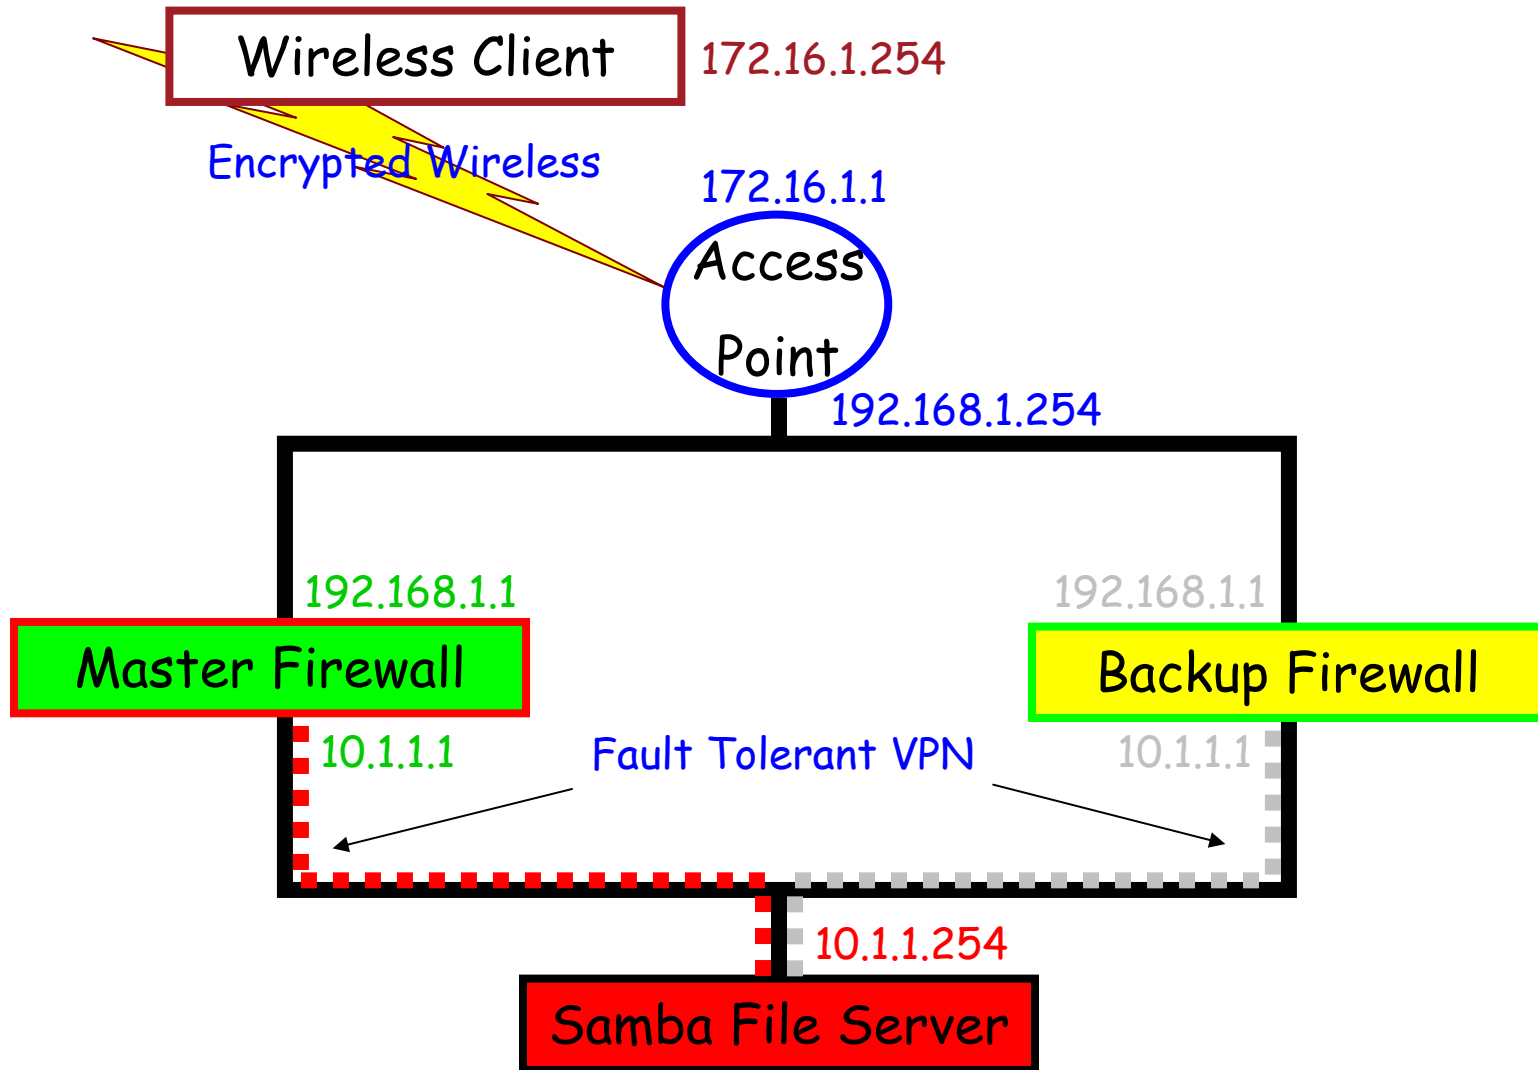 Wireless Client
172.16.1.254
Encrypted Wireless
172.16.1.1
Access
Point
192.168.1.254
192.168.1.1
192.168.1.1
Master Firewall
Backup Firewall
10.1.1.1
Fault Tolerant VPN
10.1.1.1
10.1.1.254
Samba File Server